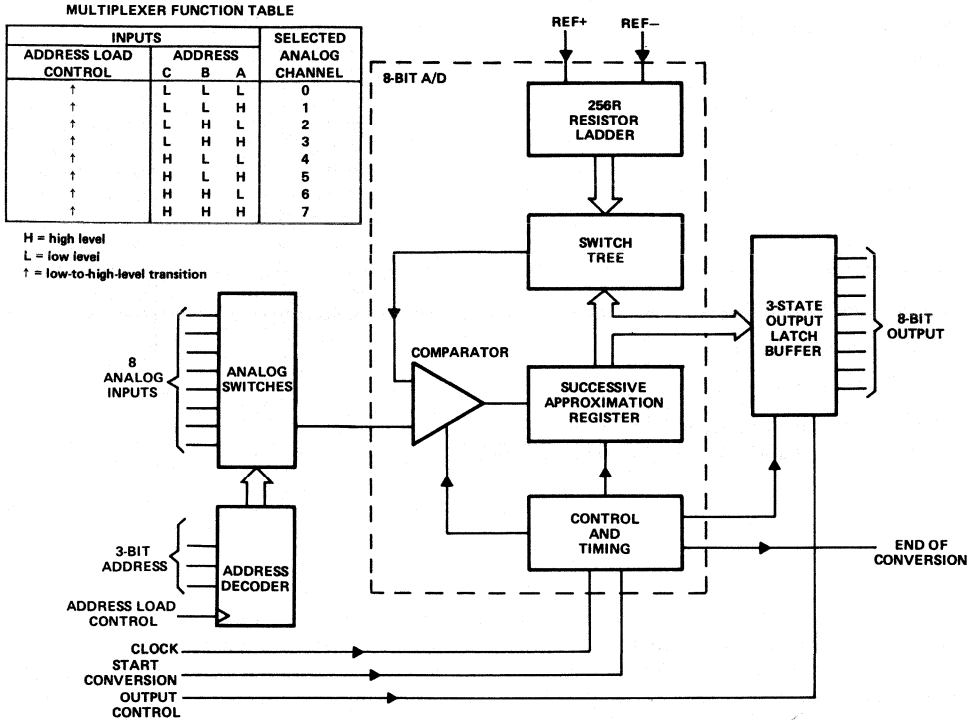 MULTIPLEXER FUNCTION TABLE
INPUTS
SELECTED ANALOG CHANNEL
ADDRESS LOAD CONTROL
ADDRESS
C B A
↑ L L L 0
↑ L L H 1
↑ L H L 2
↑ L H H 3
↑ H L L 4
↑ H L H 5
↑ H H L 6
↑ H H H 7
H = high level
L = low level
↑ = low-to-high-level transition
REF+
REF−
8-BIT A/D
256R
RESISTOR
LADDER
SWITCH
TREE
3-STATE
OUTPUT
LATCH
BUFFER
8-BIT
OUTPUT
COMPARATOR
8
ANALOG
INPUTS
ANALOG
SWITCHES
SUCCESSIVE
APPROXIMATION
REGISTER
CONTROL
AND
TIMING
END OF
CONVERSION
3-BIT
ADDRESS
ADDRESS
DECODER
ADDRESS LOAD
CONTROL
CLOCK
START
CONVERSION
OUTPUT
CONTROL